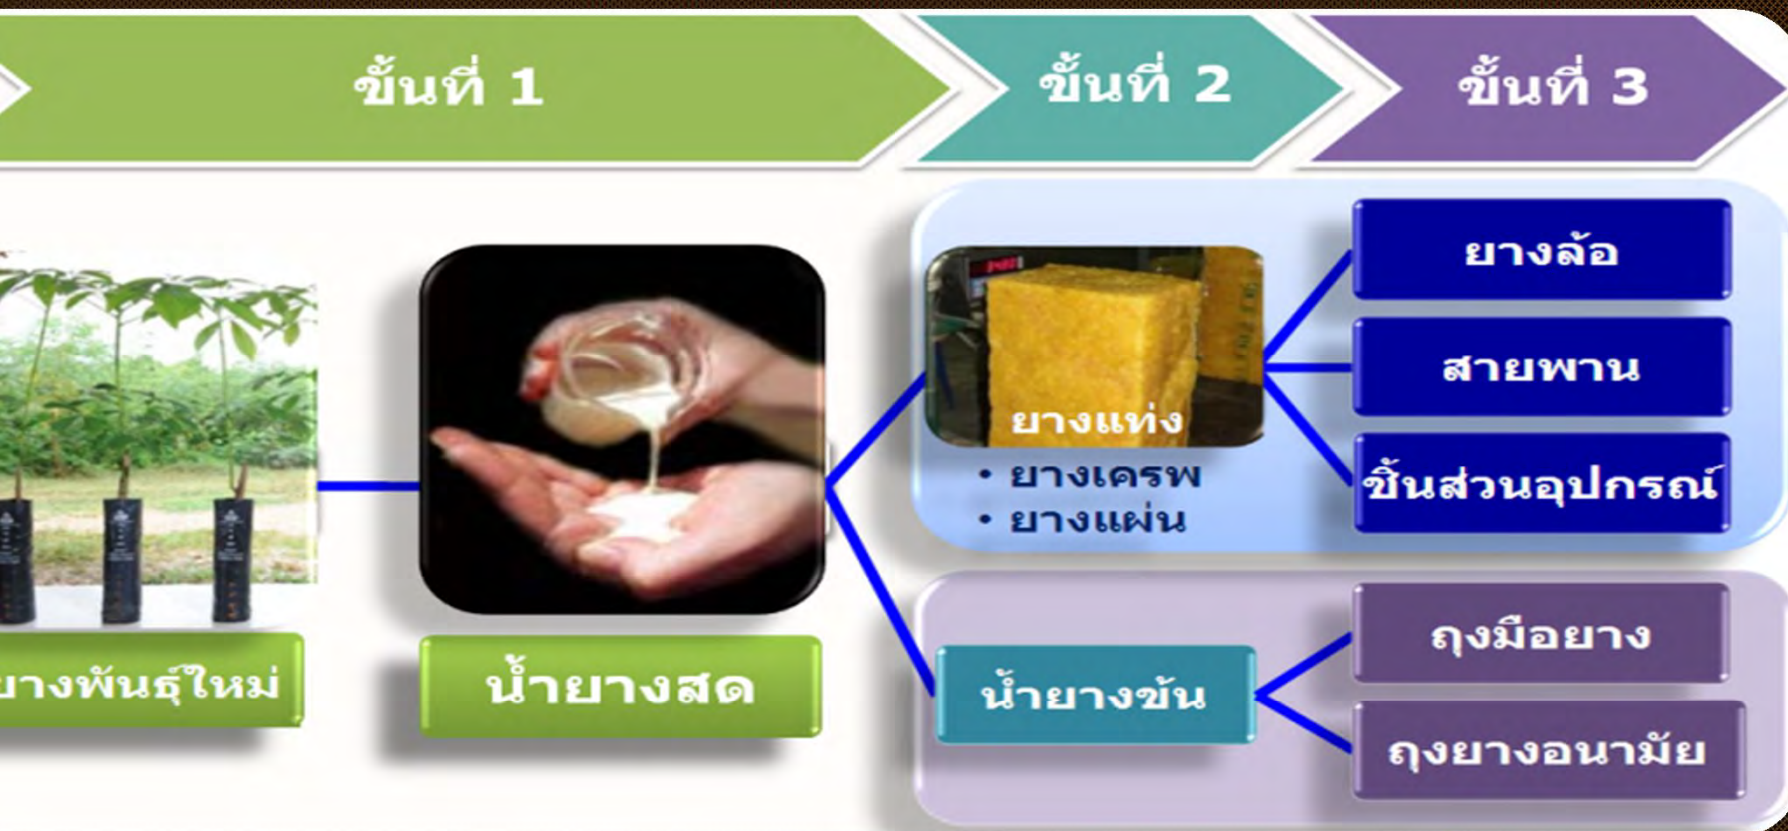 ขั้นที่ 1
ขั้นที่ 2
ขั้นที่ 3
ยางพันธุ์ใหม่
น้ำยางสด
ยางแท่ง
• ยางเครพ
• ยางแผ่น
น้ำยางข้น
ยางล้อ
สายพาน
ชิ้นส่วนอุปกรณ์
ถุงมือยาง
ถุงยางอนามัย